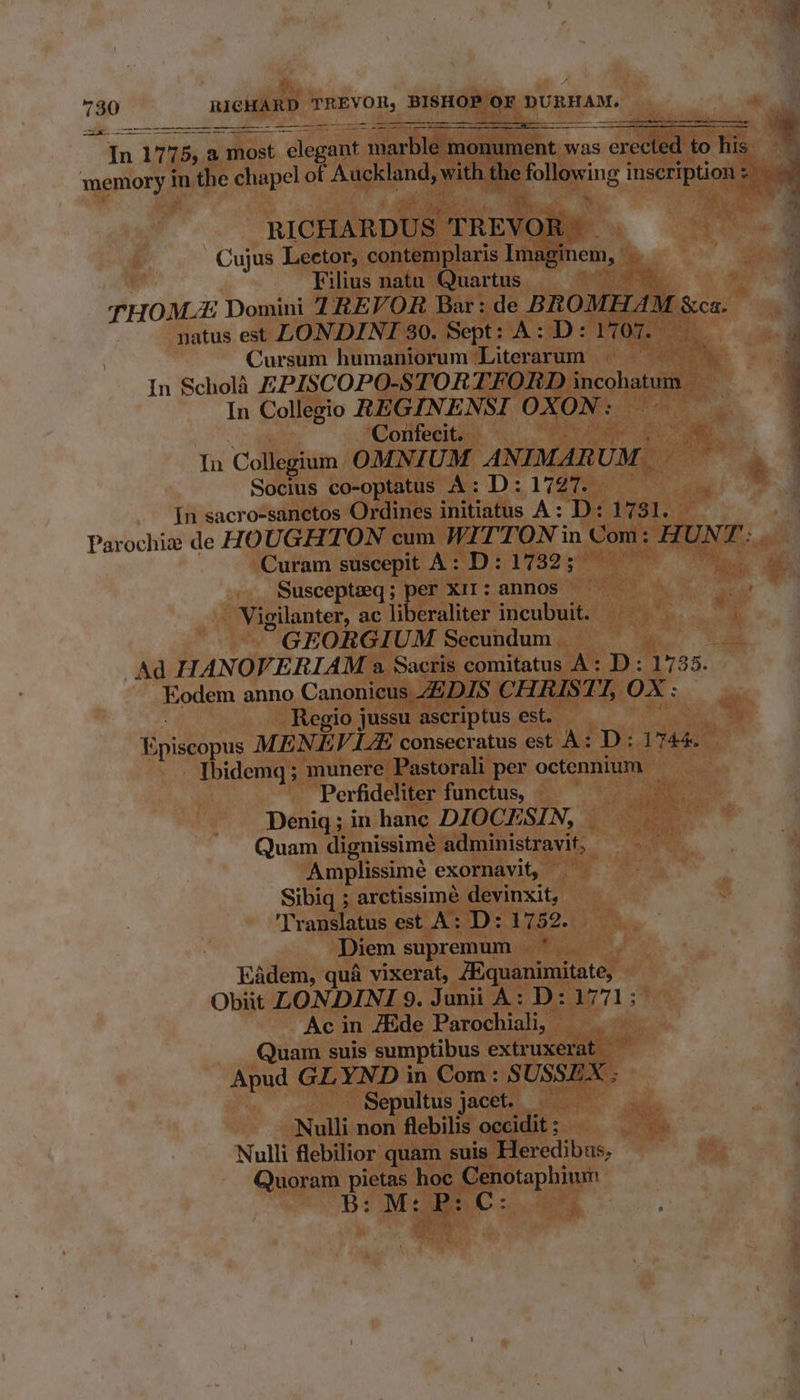 730 RICHARD TREVOR, BISHOP OF DURHAM.
In 1775, a most elegant marble monument was erected to his
memory in the chapel of Auckland, with the following inscription :
RICHARDUS TREVOR
Cujus Lector, contemplaris Imaginem,
Filius natu Quartus
THOMÆ Domini TREVOR Bar: de BROMHAM &ca.
natus est LONDINI 30. Sept: A: D: 1707.
Cursum humaniorum Literarum
In Scholâ EPISCOPO-STORTFORD incohatum
In Collegio REGINENSI OXON:
Confecit.
In Collegium OMNIUM ANIMARUM
Socius co-optatus A: D: 1727.
In sacro-sanctos Ordines initiatus A: D: 1731.
Parochiæ de HOUGHTON cum WITTON in Com: HUNT:
Curam suscepit A: D: 1732;
Susceptæq; per XII: annos
Vigilanter, ac liberaliter incubuit.
GEORGIUM Secundum
Ad HANOVERIAM a Sacris comitatus A: D: 1735.
Eodem anno Canonicus ÆDIS CHRISTI, OX:
Regio jussu ascriptus est.
Episcopus MENEVIÆ consecratus est A: D: 1744.
Ibidemq; munere Pastorali per octennium
Perfideliter functus,
Deniq; in hanc DIOCESIN,
Quam dignissimè administravit,
Amplissimè exornavit,
Sibiq; arctissimè devinxit,
Translatus est A: D: 1752.
Diem supremum
Eâdem, quâ vixerat, Æquanimitate,
Obiit LONDINI 9. Junii A: D: 1771;
Ac in Æde Parochiali,
Quam suis sumptibus extruxerat
Apud GLYND in Com: SUSSEX;
Sepultus jacet.
Nulli non flebilis occidit;
Nulli flebilior quam suis Heredibus,
Quoram pietas hoc Cenotaphium
B: M: P: C: